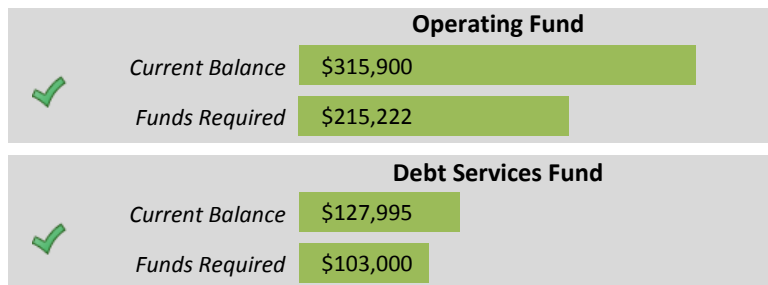 Operating Fund
Current Balance $315,900
Funds Required $215,222
Debt Services Fund
Current Balance $127,995
Funds Required $103,000